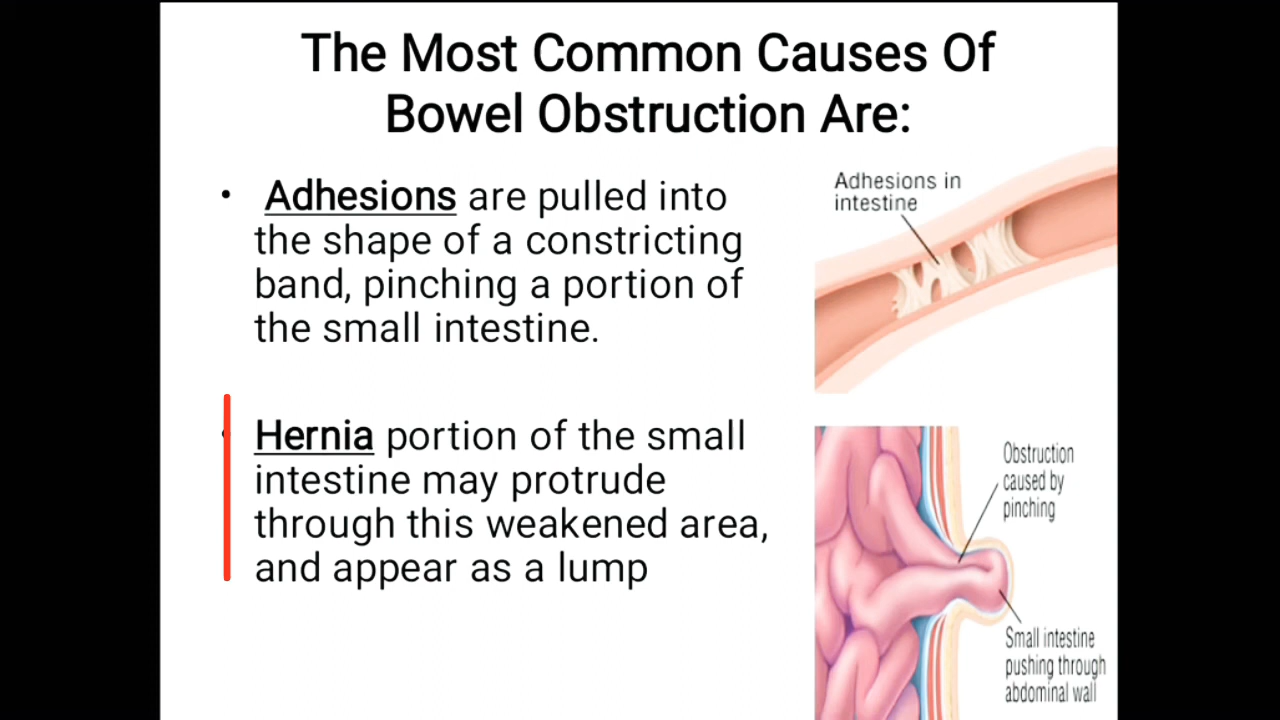 The Most Common Causes Of
Bowel Obstruction Are:
• Adhesions are pulled into
the shape of a constricting
band, pinching a portion of
the small intestine.
• Hernia portion of the small
intestine may protrude
through this weakened area,
and appear as a lump
Adhesions in
intestine
Obstruction
caused by
pinching
Small intestine
pushing through
abdominal wall